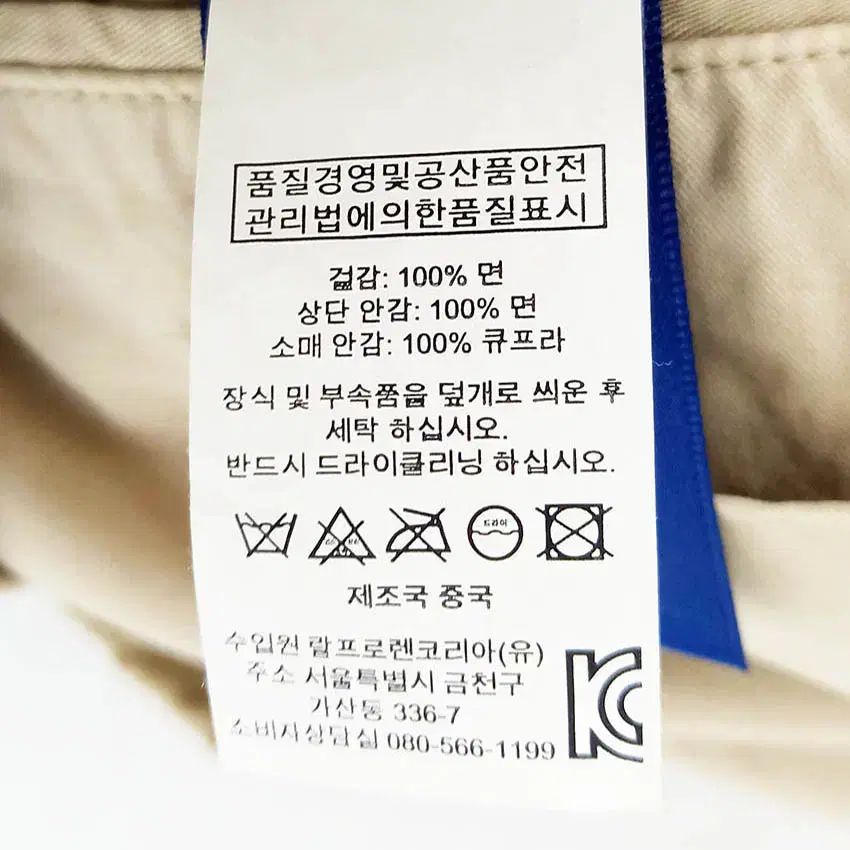 품질경영및공산품안전
관리법에의한품질표시
겉감: 100% 면
상단 안감: 100% 면
소매 안감: 100% 큐프라
장식 및 부속품을 덮개로 씌운 후
세탁 하십시오.
반드시 드라이클리닝 하십시오.
드라이
제조국 중국
수입원 랄프로렌코리아(유)
주소 서울특별시 금천구
가산동 336-7
소비자상담실 080-566-1199